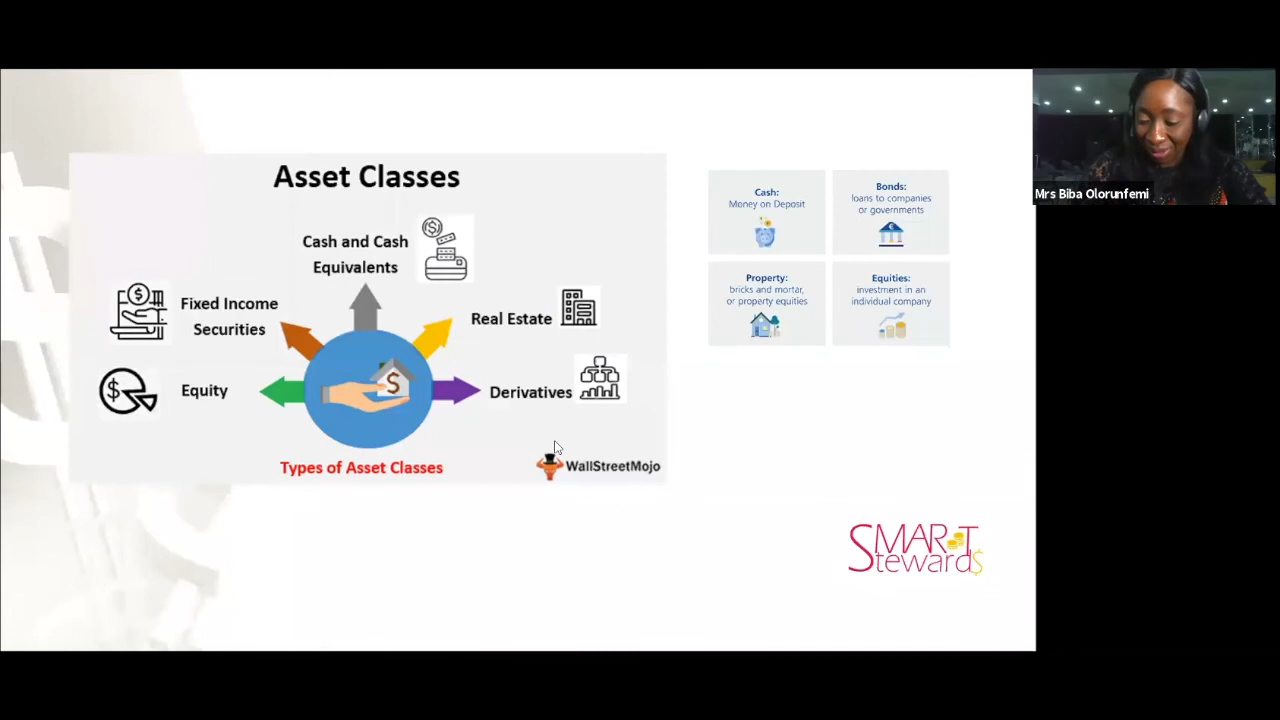 Asset Classes
Cash and Cash
Equivalents
Fixed Income
Securities
Real Estate
Equity
Derivatives
Types of Asset Classes
WallStreetMojo
Cash:
Money on Deposit
Bonds:
loans to companies
or governments
Property:
bricks and mortar,
or property equities
Equities:
investment in an
individual company
SMART
Steward$
Mrs Biba Olorunfemi